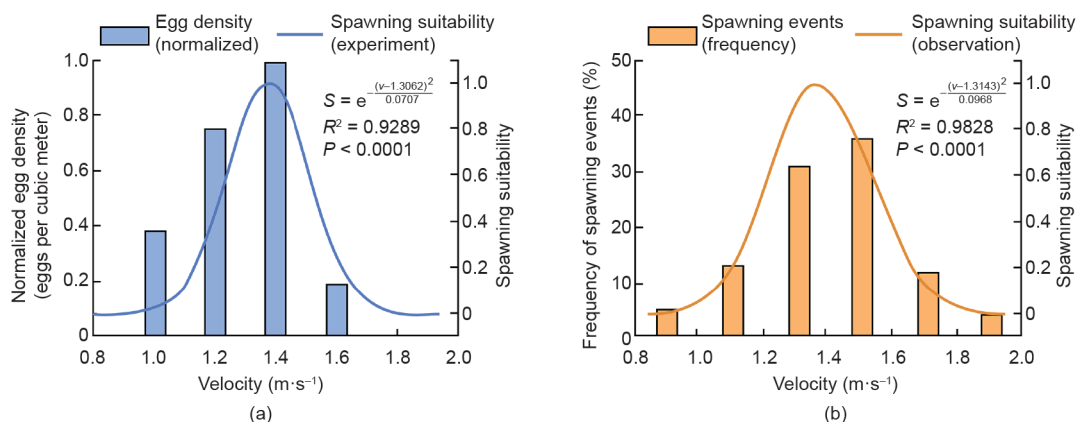 Egg density
(normalized)
Spawning suitability
(experiment)
1.0
0.8
0.6
0.4
0.2
0
Normalized egg density
(eggs per cubic meter)
S = e^{-\frac{(v–1.3062)^2}{0.0707}}
R² = 0.9289
P < 0.0001
1.0
0.8
0.6
0.4
0.2
0
Spawning suitability
0.8 1.0 1.2 1.4 1.6 1.8 2.0
Velocity (m·s⁻¹)
(a)
Spawning events
(frequency)
Spawning suitability
(observation)
50
40
30
20
10
0
Frequency of spawning events (%)
S = e^{-\frac{(v–1.3143)^2}{0.0968}}
R² = 0.9828
P < 0.0001
1.0
0.8
0.6
0.4
0.2
0
Spawning suitability
0.8 1.0 1.2 1.4 1.6 1.8 2.0
Velocity (m·s⁻¹)
(b)